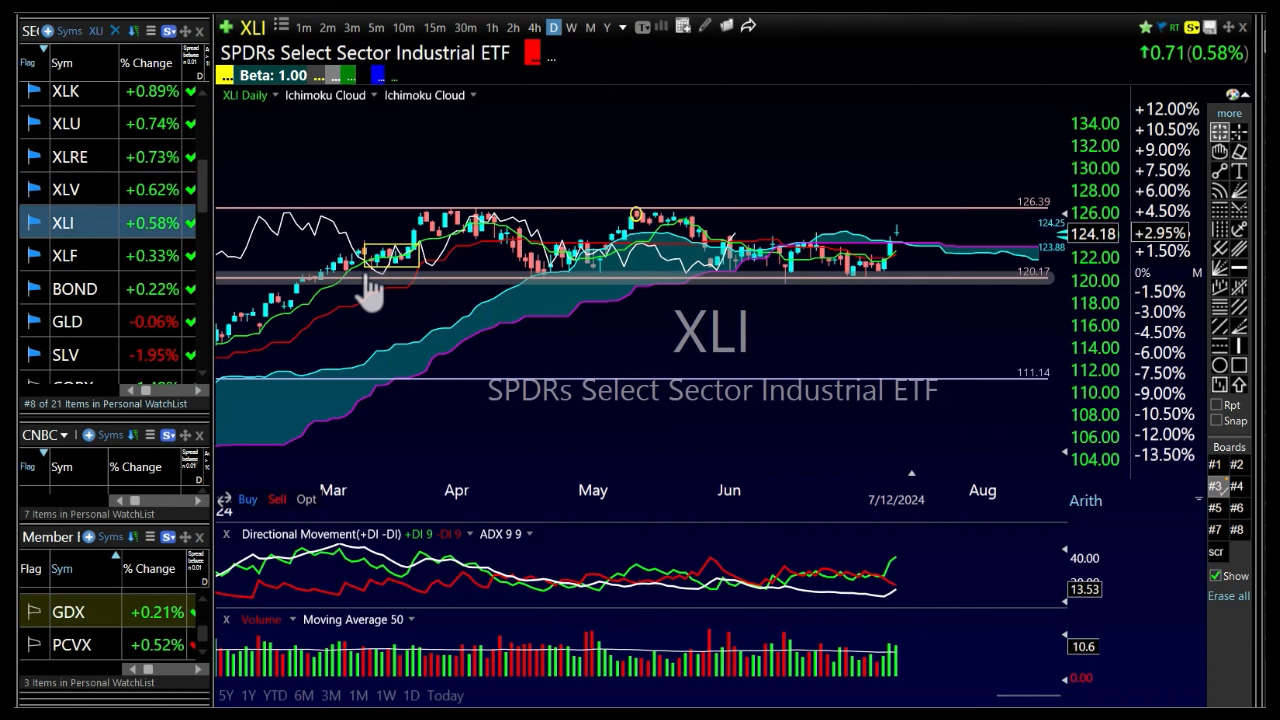 SEC Syms XLI
Flag Sym % Change
XLK +0.89%
XLU +0.74%
XLRE +0.73%
XLV +0.62%
XLI +0.58%
XLF +0.33%
BOND +0.22%
GLD -0.06%
SLV -1.95%
#8 of 21 Items in Personal WatchList
CNBC Syms
Flag Sym % Change
7 Items in Personal WatchList
Member Syms
Flag Sym % Change
GDX +0.21%
PCVX +0.52%
3 Items in Personal WatchList
XLI 1m 2m 3m 5m 10m 15m 30m 1h 2h 4h D W M Y
SPDRs Select Sector Industrial ETF ...
... Beta: 1.00 ... ... ... ... ...
XLI Daily Ichimoku Cloud Ichimoku Cloud
RT
0.71(0.58%)
134.00
132.00
130.00
128.00
126.00
124.18
122.00
120.00
118.00
116.00
114.00
112.00
110.00
108.00
106.00
104.00
+12.00%
+10.50%
+9.00%
+7.50%
+6.00%
+4.50%
+2.95%
+1.50%
0% M
-1.50%
-3.00%
-4.50%
-6.00%
-7.50%
-9.00%
-10.50%
-12.00%
-13.50%
126.39
124.25
123.88
120.17
111.14
XLI
SPDRs Select Sector Industrial ETF
Mar Apr May Jun 7/12/2024 Aug Arith
Buy Sell Opt
24
Directional Movement(+DI -DI) +DI 9 -DI 9 ADX 9 9
40.00
13.53
Volume Moving Average 50
10.6
0.00
5Y 1Y YTD 6M 3M 1M 1W 1D Today
more
Rpt
Snap
Boards
#1 #2
#3 #4
#5 #6
#7 #8
scr
Show
Erase all